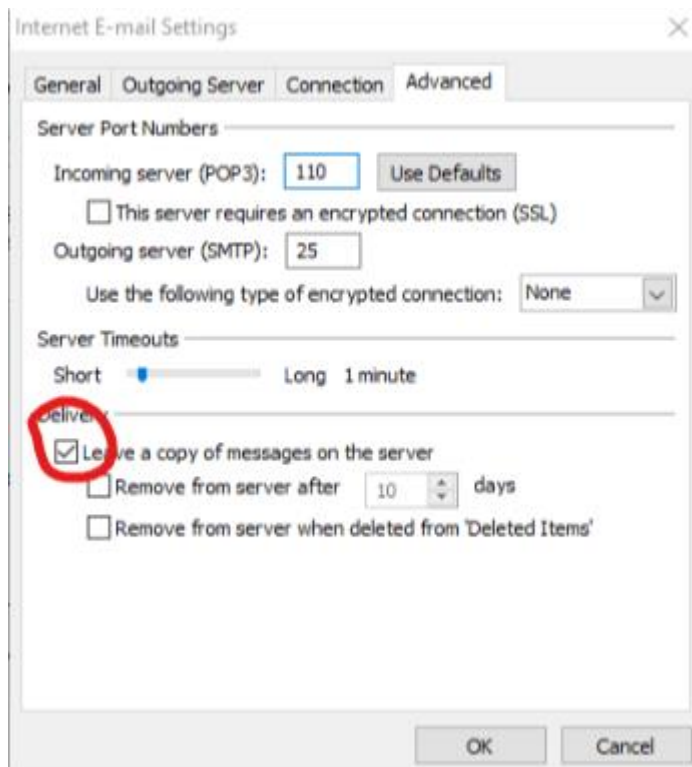 Internet E-mail Settings
General Outgoing Server Connection Advanced
Server Port Numbers
Incoming server (POP3): 110 Use Defaults
This server requires an encrypted connection (SSL)
Outgoing server (SMTP): 25
Use the following type of encrypted connection: None
Server Timeouts
Short Long 1 minute
Delivery
Leave a copy of messages on the server
Remove from server after 10 days
Remove from server when deleted from 'Deleted Items'
OK Cancel